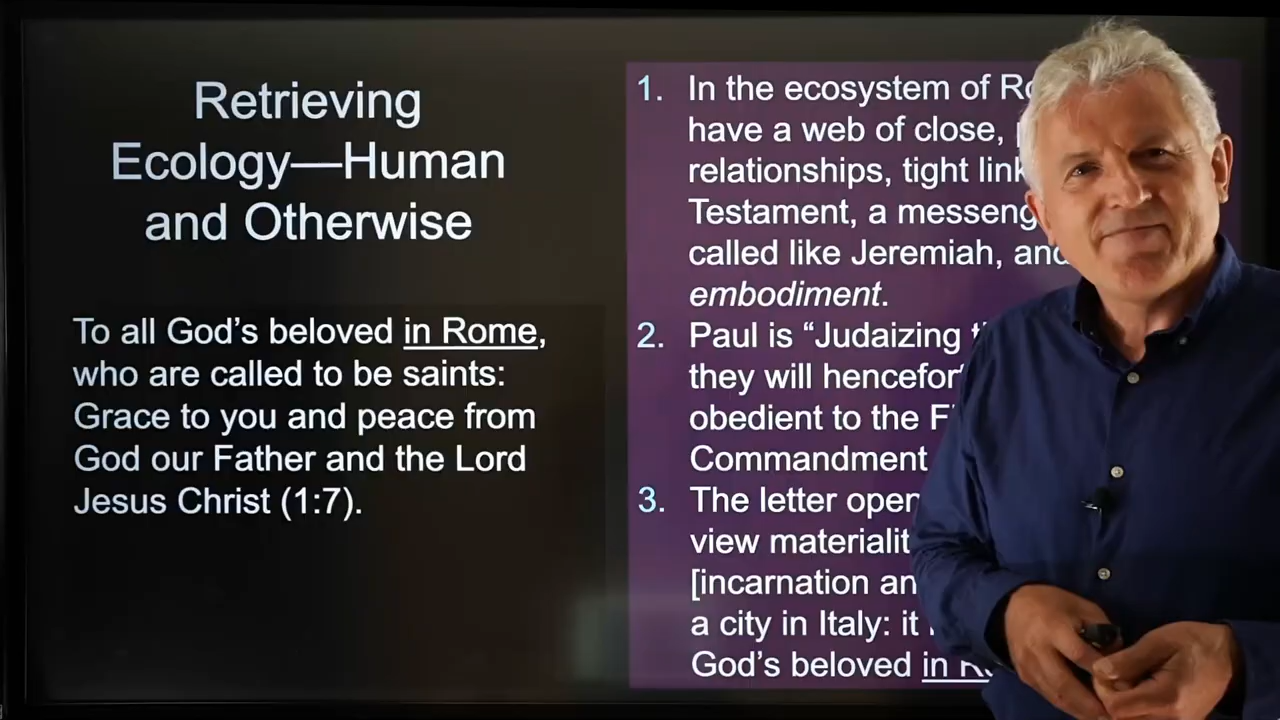 Retrieving
Ecology—Human
and Otherwise
To all God’s beloved in Rome,
who are called to be saints:
Grace to you and peace from
God our Father and the Lord
Jesus Christ (1:7).
1. In the ecosystem of
have a web of close,
relationships, tight
Testament, a
called like Jeremiah, and
embodiment.
2. Paul is “Judaizing
they will
obedient to the
Commandment
3. The letter
view
[incarnation
a city in Italy: it
God’s beloved in